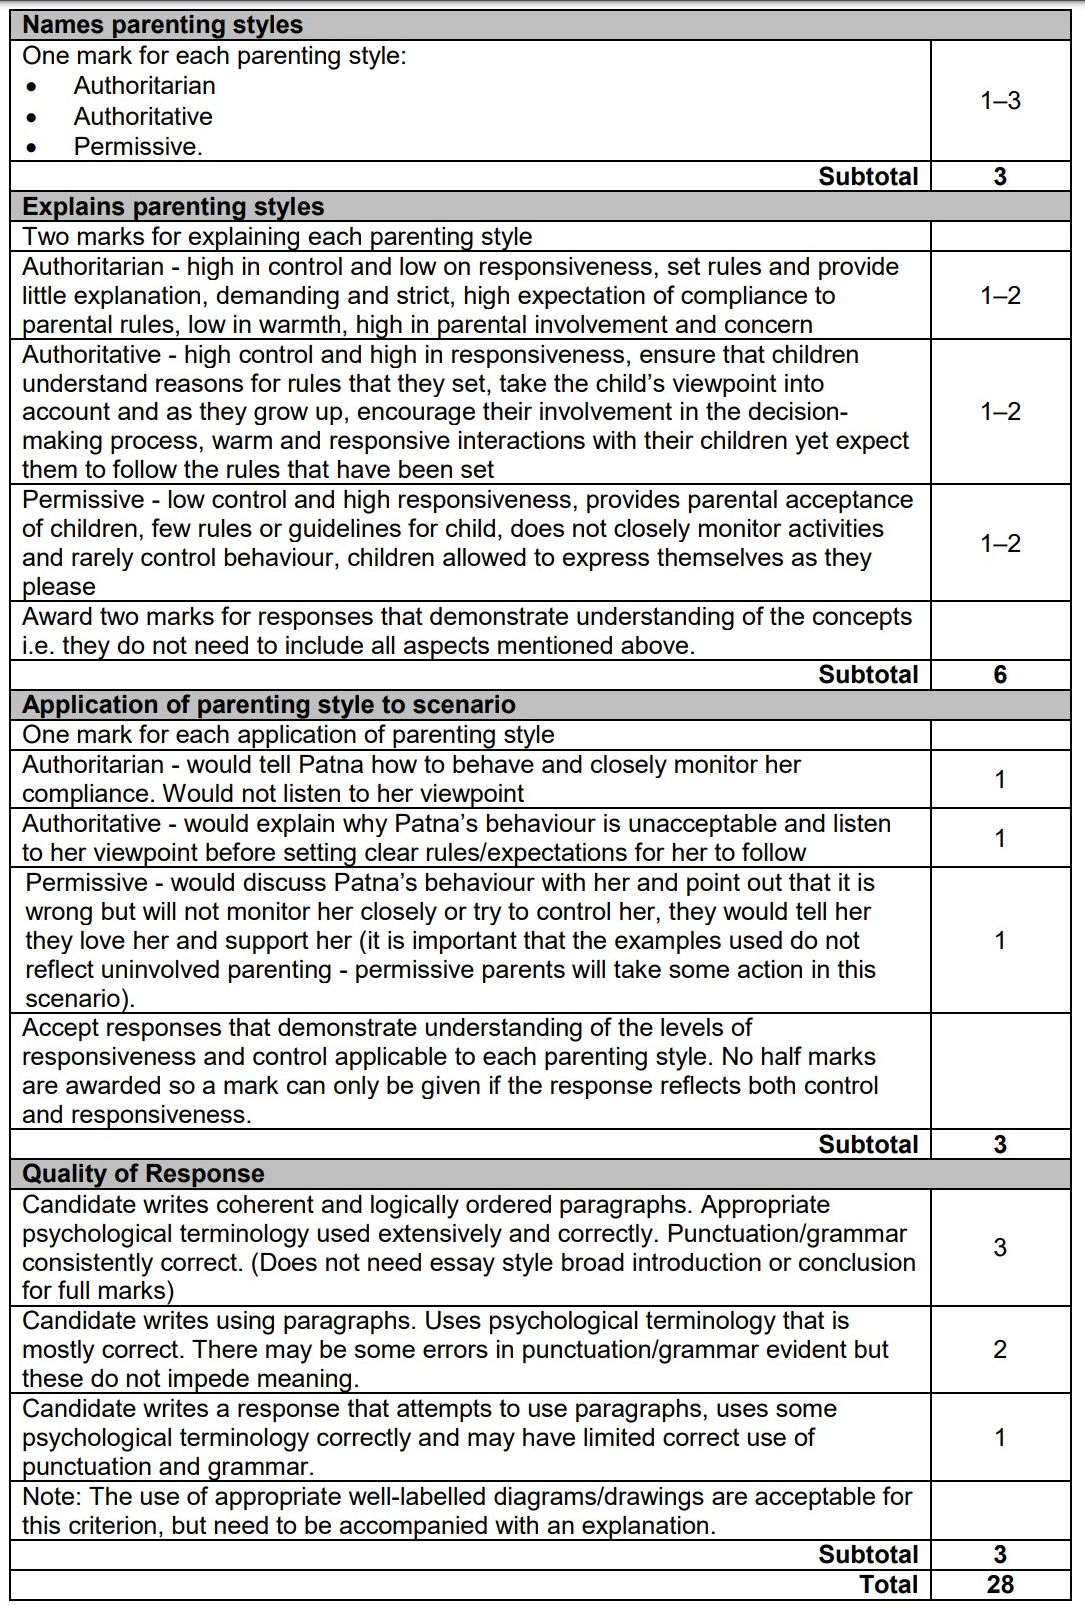 Names parenting styles
One mark for each parenting style:
• Authoritarian
• Authoritative
• Permissive.
1–3
Subtotal 3
Explains parenting styles
Two marks for explaining each parenting style
Authoritarian - high in control and low on responsiveness, set rules and provide
little explanation, demanding and strict, high expectation of compliance to
parental rules, low in warmth, high in parental involvement and concern
1–2
Authoritative - high control and high in responsiveness, ensure that children
understand reasons for rules that they set, take the child’s viewpoint into
account and as they grow up, encourage their involvement in the decision-
making process, warm and responsive interactions with their children yet expect
them to follow the rules that have been set
1–2
Permissive - low control and high responsiveness, provides parental acceptance
of children, few rules or guidelines for child, does not closely monitor activities
and rarely control behaviour, children allowed to express themselves as they
please
1–2
Award two marks for responses that demonstrate understanding of the concepts
i.e. they do not need to include all aspects mentioned above.
Subtotal 6
Application of parenting style to scenario
One mark for each application of parenting style
Authoritarian - would tell Patna how to behave and closely monitor her
compliance. Would not listen to her viewpoint
1
Authoritative - would explain why Patna’s behaviour is unacceptable and listen
to her viewpoint before setting clear rules/expectations for her to follow
1
Permissive - would discuss Patna’s behaviour with her and point out that it is
wrong but will not monitor her closely or try to control her, they would tell her
they love her and support her (it is important that the examples used do not
reflect uninvolved parenting - permissive parents will take some action in this
scenario).
1
Accept responses that demonstrate understanding of the levels of
responsiveness and control applicable to each parenting style. No half marks
are awarded so a mark can only be given if the response reflects both control
and responsiveness.
Subtotal 3
Quality of Response
Candidate writes coherent and logically ordered paragraphs. Appropriate
psychological terminology used extensively and correctly. Punctuation/grammar
consistently correct. (Does not need essay style broad introduction or conclusion
for full marks)
3
Candidate writes using paragraphs. Uses psychological terminology that is
mostly correct. There may be some errors in punctuation/grammar evident but
these do not impede meaning.
2
Candidate writes a response that attempts to use paragraphs, uses some
psychological terminology correctly and may have limited correct use of
punctuation and grammar.
1
Note: The use of appropriate well-labelled diagrams/drawings are acceptable for
this criterion, but need to be accompanied with an explanation.
Subtotal 3
Total 28